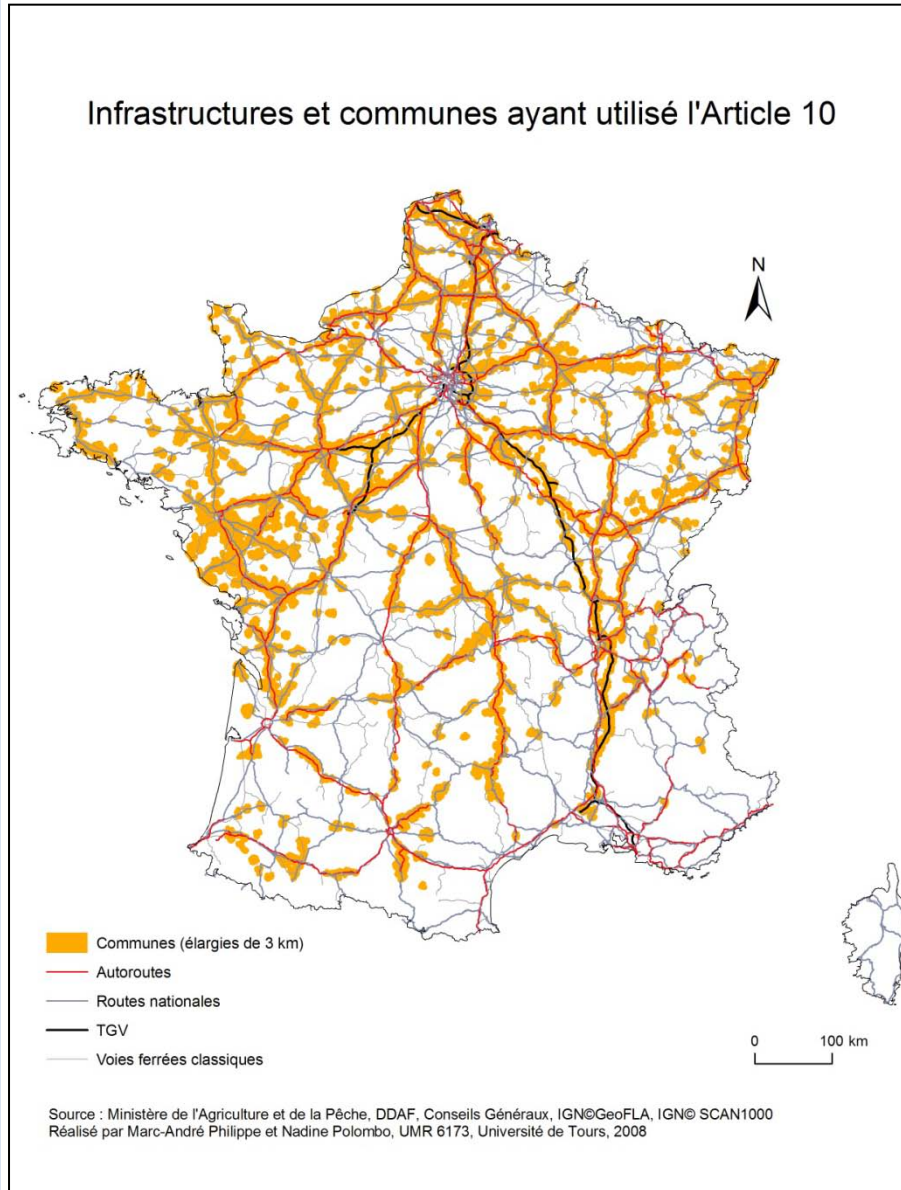 Infrastructures et communes ayant utilisé l'Article 10
N
Communes (élargies de 3 km)
Autoroutes
Routes nationales
TGV
Voies ferrées classiques
0 100 km
Source : Ministère de l'Agriculture et de la Pêche, DDAF, Conseils Généraux, IGN©GeoFLA, IGN© SCAN1000
Réalisé par Marc-André Philippe et Nadine Polombo, UMR 6173, Université de Tours, 2008